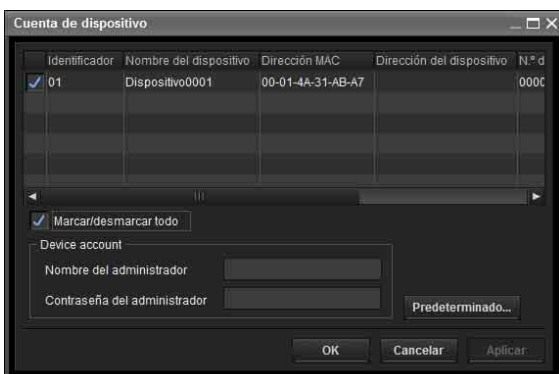 Cuenta de dispositivo
Identificador Nombre del dispositivo Dirección MAC Dirección del dispositivo N.º d
01 Dispositivo0001 00-01-4A-31-AB-A7 0000
Marcar/desmarcar todo
Device account
Nombre del administrador
Contraseña del administrador
Predeterminado...
OK Cancelar Aplicar